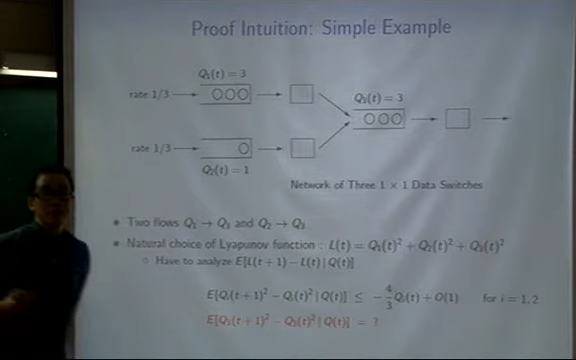 Proof Intuition: Simple Example
Q₁(t) = 3
rate 1/3
Q₃(t) = 3
rate 1/3
Q₂(t) = 1
Network of Three 1 × 1 Data Switches
Two flows Q₁ → Q₃ and Q₂ → Q₃
Natural choice of Lyapunov function : L(t) = Q₁(t)² + Q₂(t)² + Q₃(t)²
Have to analyze E[L(t + 1) − L(t) | Q(t)]
E[Qᵢ(t + 1)² − Qᵢ(t)² | Q(t)] ≤ −4/3 Qᵢ(t) + O(1) for i = 1, 2
E[Q₃(t + 1)² − Q₃(t)² | Q(t)] = ?